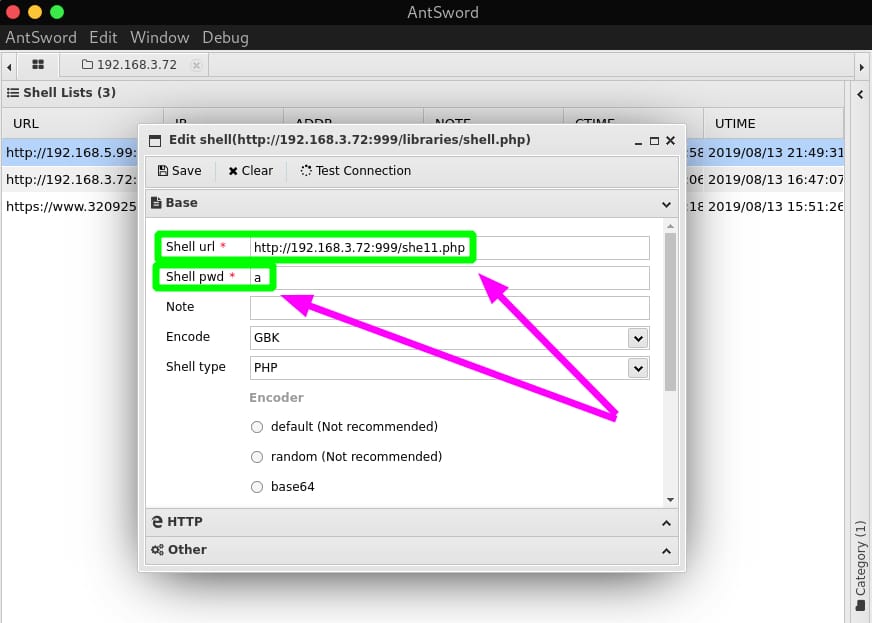 AntSword
AntSword Edit Window Debug
192.168.3.72
Shell Lists (3)
URL IP ADDR NOTE CTIME UTIME
http://192.168.5.99: :58 2019/08/13 21:49:31
http://192.168.3.72: :06 2019/08/13 16:47:07
https://www.320925 :18 2019/08/13 15:51:26
Edit shell(http://192.168.3.72:999/libraries/shell.php)
Save Clear Test Connection
Base
Shell url * http://192.168.3.72:999/she11.php
Shell pwd * a
Note
Encode GBK
Shell type PHP
Encoder
default (Not recommended)
random (Not recommended)
base64
HTTP
Other
Category (1)